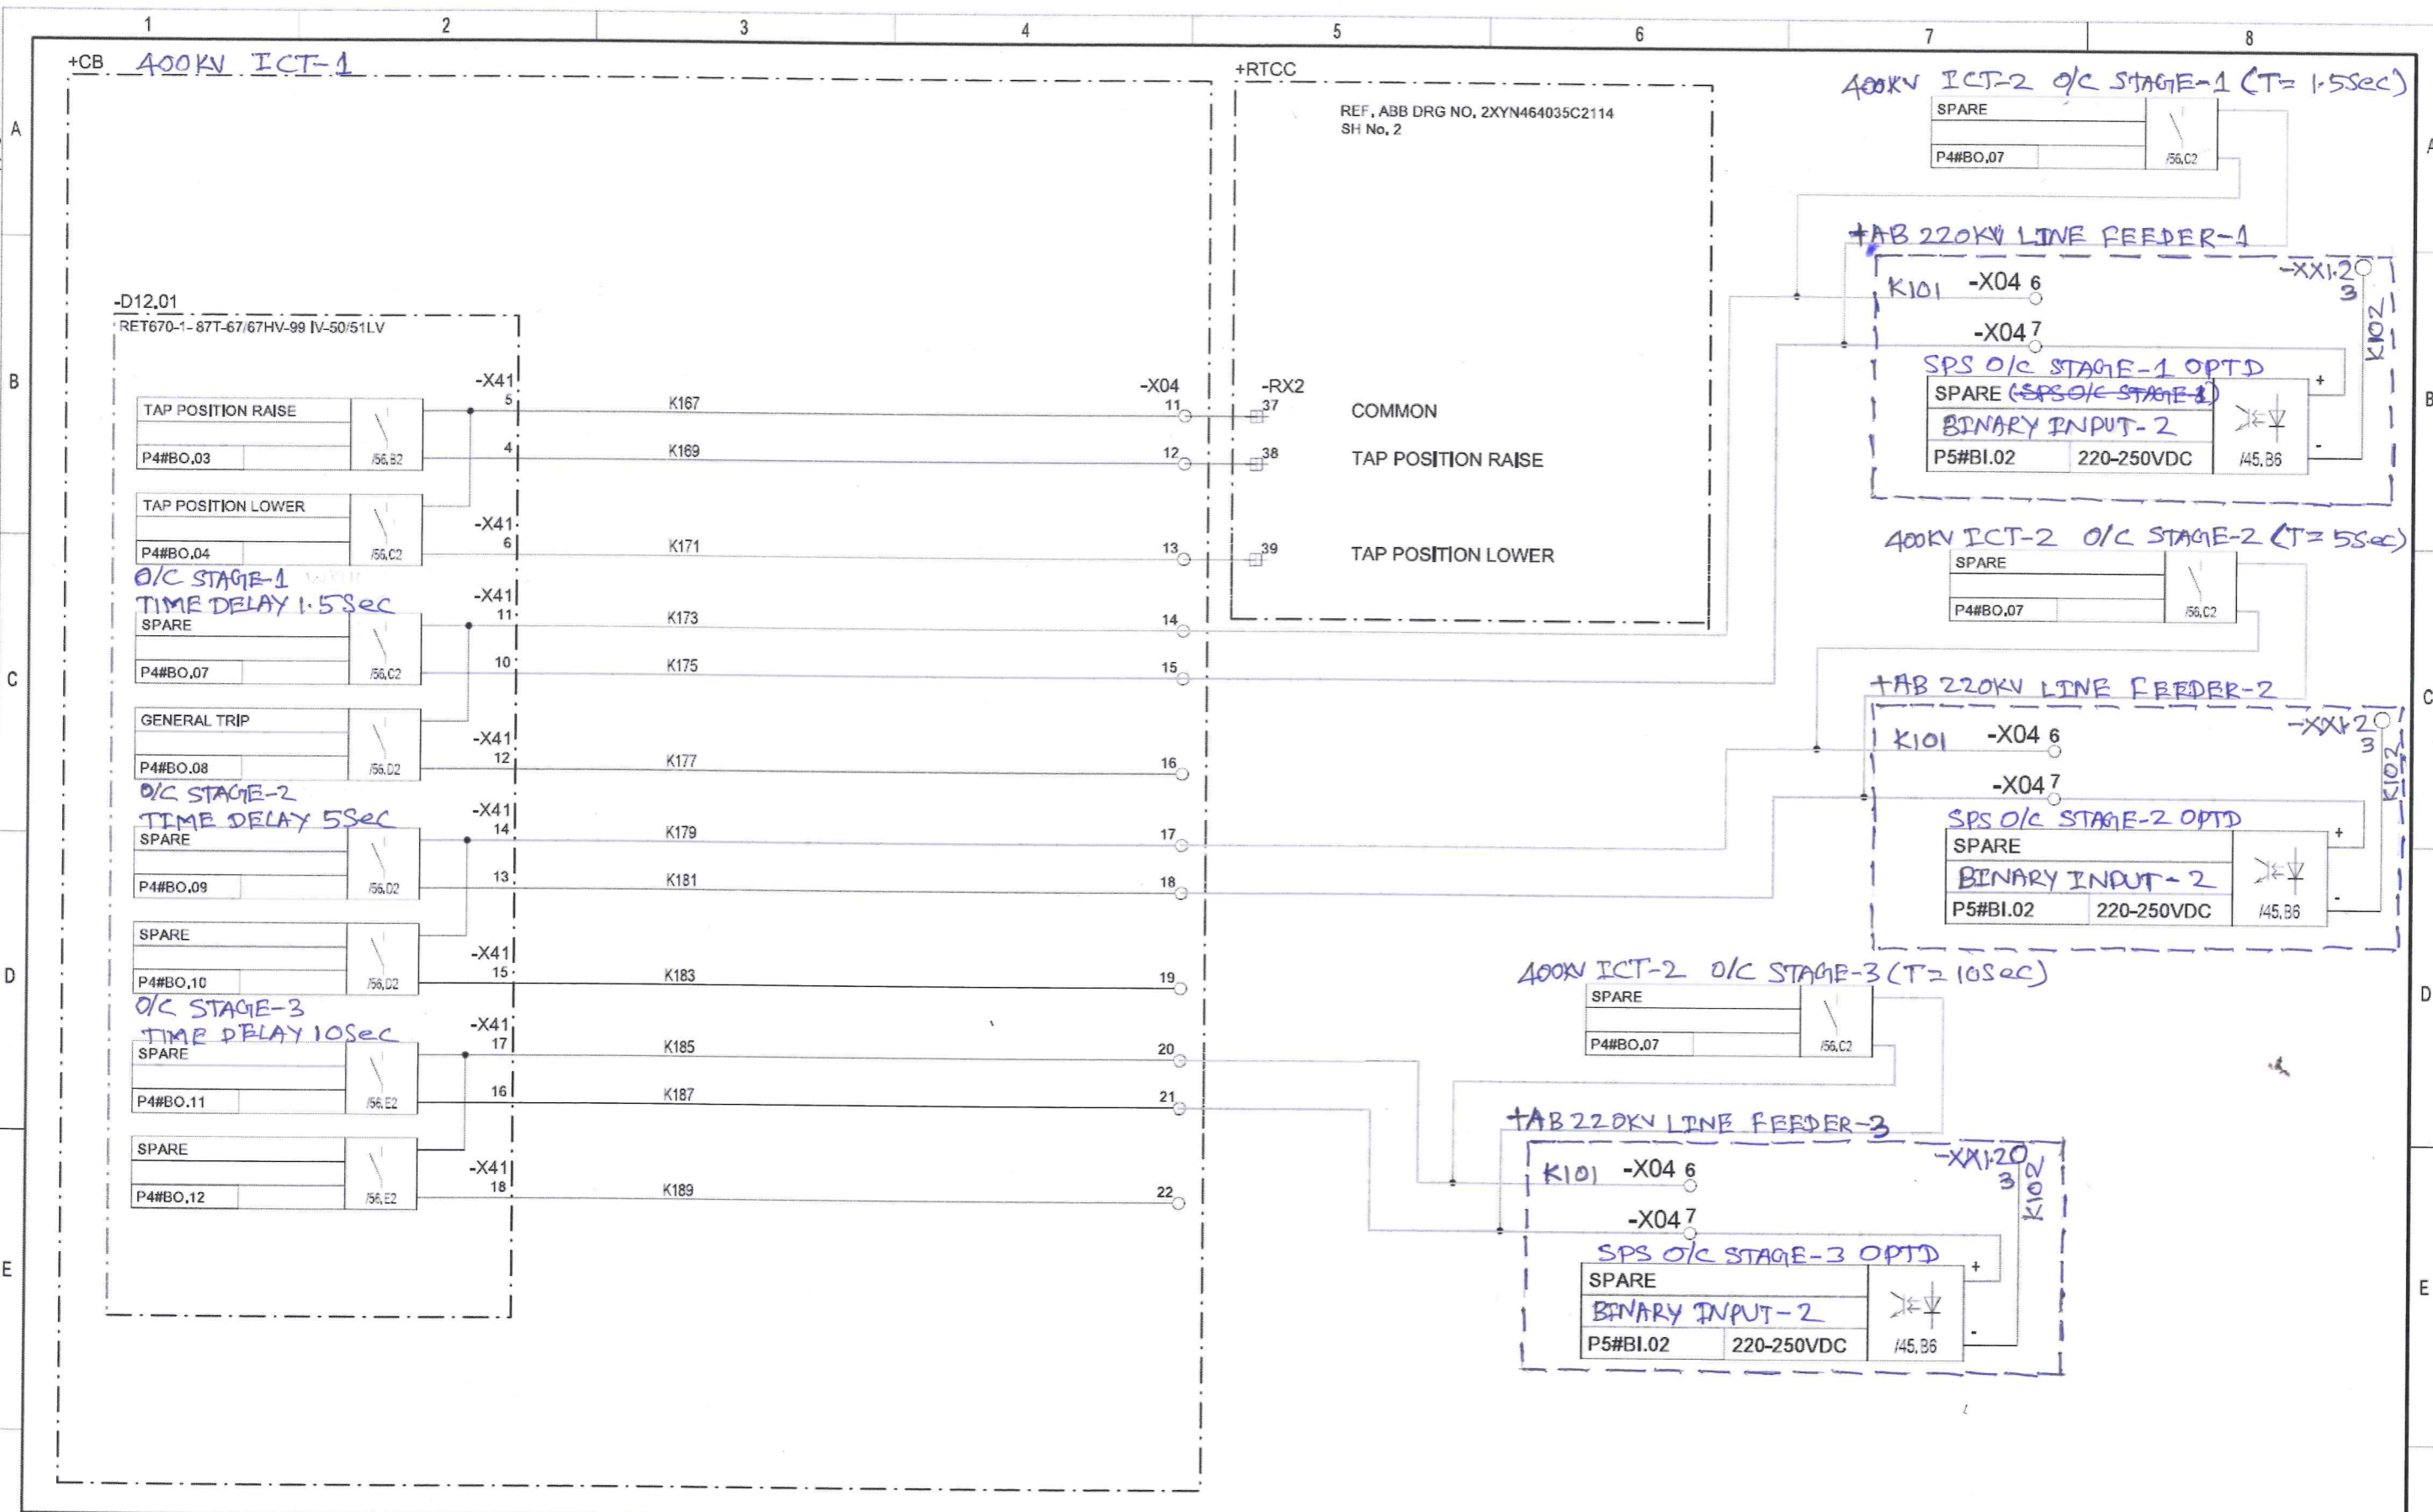 1 2 3 4 5 6 7 8
A
B
C
D
E
+CB 400KV ICT-1
-D12.01
RET670-1- 87T-67/67HV-99 IV-50/51LV
TAP POSITION RAISE
P4#BO.03 /56.B2
-X41
5 K167
4 K169
TAP POSITION LOWER
P4#BO.04 /56.C2
-X41
6 K171
O/C STAGE-1
TIME DELAY 1.5Sec
SPARE
P4#BO.07 /56.C2
-X41
11 K173
10 K175
GENERAL TRIP
P4#BO.08 /56.D2
-X41
12 K177
O/C STAGE-2
TIME DELAY 5Sec
SPARE
P4#BO.09 /56.D2
-X41
14 K179
13 K181
SPARE
P4#BO.10 /56.D2
-X41
15 K183
O/C STAGE-3
TIME DELAY 10Sec
SPARE
P4#BO.11 /56.E2
-X41
17 K185
16 K187
SPARE
P4#BO.12 /56.E2
-X41
18 K189
-X04
11
12
13
14
15
16
17
18
19
20
21
22
+RTCC
REF. ABB DRG NO. 2XYN464035C2114
SH No. 2
-RX2
37 COMMON
38 TAP POSITION RAISE
39 TAP POSITION LOWER
400KV ICT-2 O/C STAGE-1 (T= 1.5Sec)
SPARE
P4#BO.07 /56.C2
+AB 220KV LINE FEEDER-1
K101 -X04 6
-X04 7
-XX1.2
3
K102
SPS O/C STAGE-1 OPTD
SPARE (SPS O/C STAGE-1)
BINARY INPUT-2
P5#BI.02 220-250VDC /45.B6
+
-
400KV ICT-2 O/C STAGE-2 (T= 5Sec)
SPARE
P4#BO.07 /56.C2
+AB 220KV LINE FEEDER-2
K101 -X04 6
-X04 7
-XX1.2
3
K102
SPS O/C STAGE-2 OPTD
SPARE
BINARY INPUT-2
P5#BI.02 220-250VDC /45.B6
+
-
400KV ICT-2 O/C STAGE-3 (T= 10Sec)
SPARE
P4#BO.07 /56.C2
+AB 220KV LINE FEEDER-3
K101 -X04 6
-X04 7
-XX1.2
3
K102
SPS O/C STAGE-3 OPTD
SPARE
BINARY INPUT-2
P5#BI.02 220-250VDC /45.B6
+
-
A
B
C
D
E